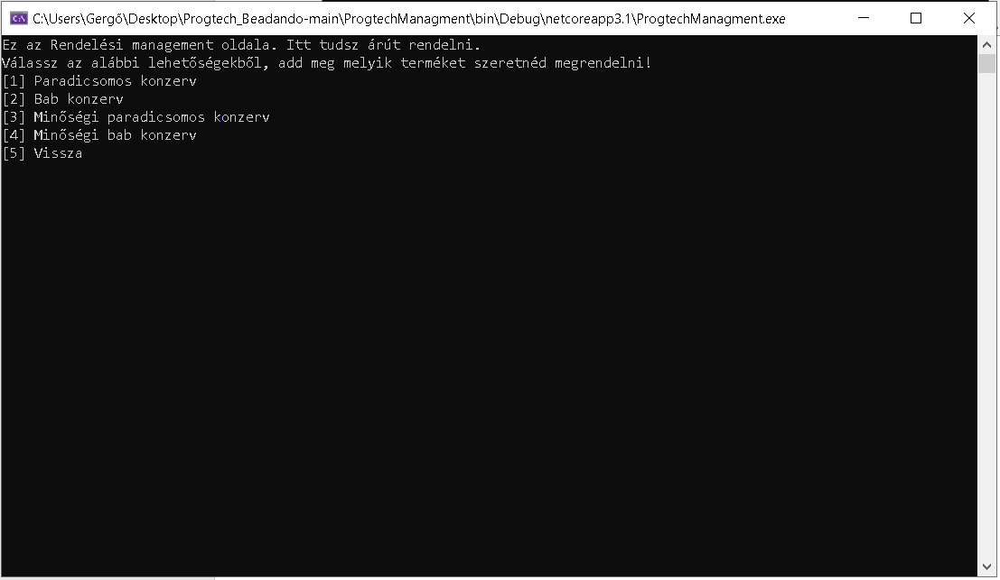 C:\Users\Gergő\Desktop\Progtech_Beadando-main\ProgtechManagment\bin\Debug\netcoreapp3.1\ProgtechManagment.exe
Ez az Rendelési management oldala. Itt tudsz árút rendelni.
Válassz az alábbi lehetőségekből, add meg melyik terméket szeretnéd megrendelni!
[1] Paradicsomos konzerv
[2] Bab konzerv
[3] Minőségi paradicsomos konzerv
[4] Minőségi bab konzerv
[5] Vissza